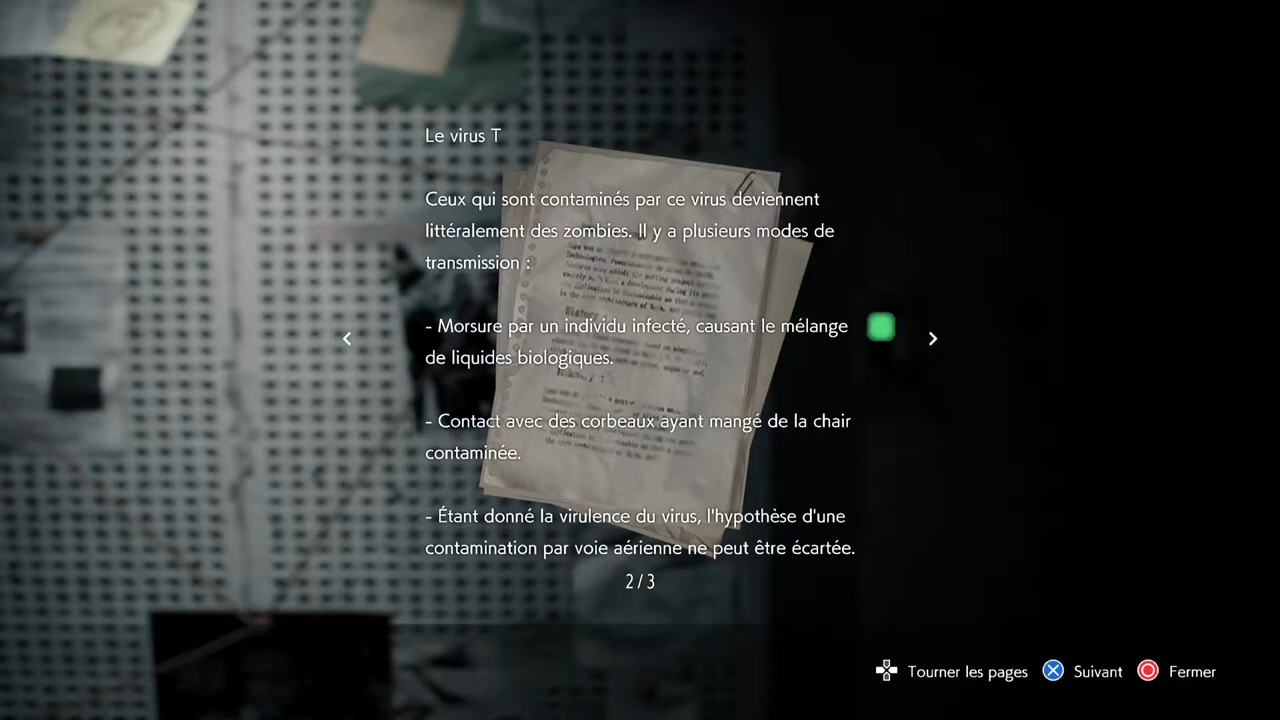 Le virus T
Ceux qui sont contaminés par ce virus deviennent
littéralement des zombies. Il y a plusieurs modes de
transmission :
- Morsure par un individu infecté, causant le mélange
de liquides biologiques.
- Contact avec des corbeaux ayant mangé de la chair
contaminée.
- Étant donné la virulence du virus, l'hypothèse d'une
contamination par voie aérienne ne peut être écartée.
2 / 3
Tourner les pages
Suivant
Fermer